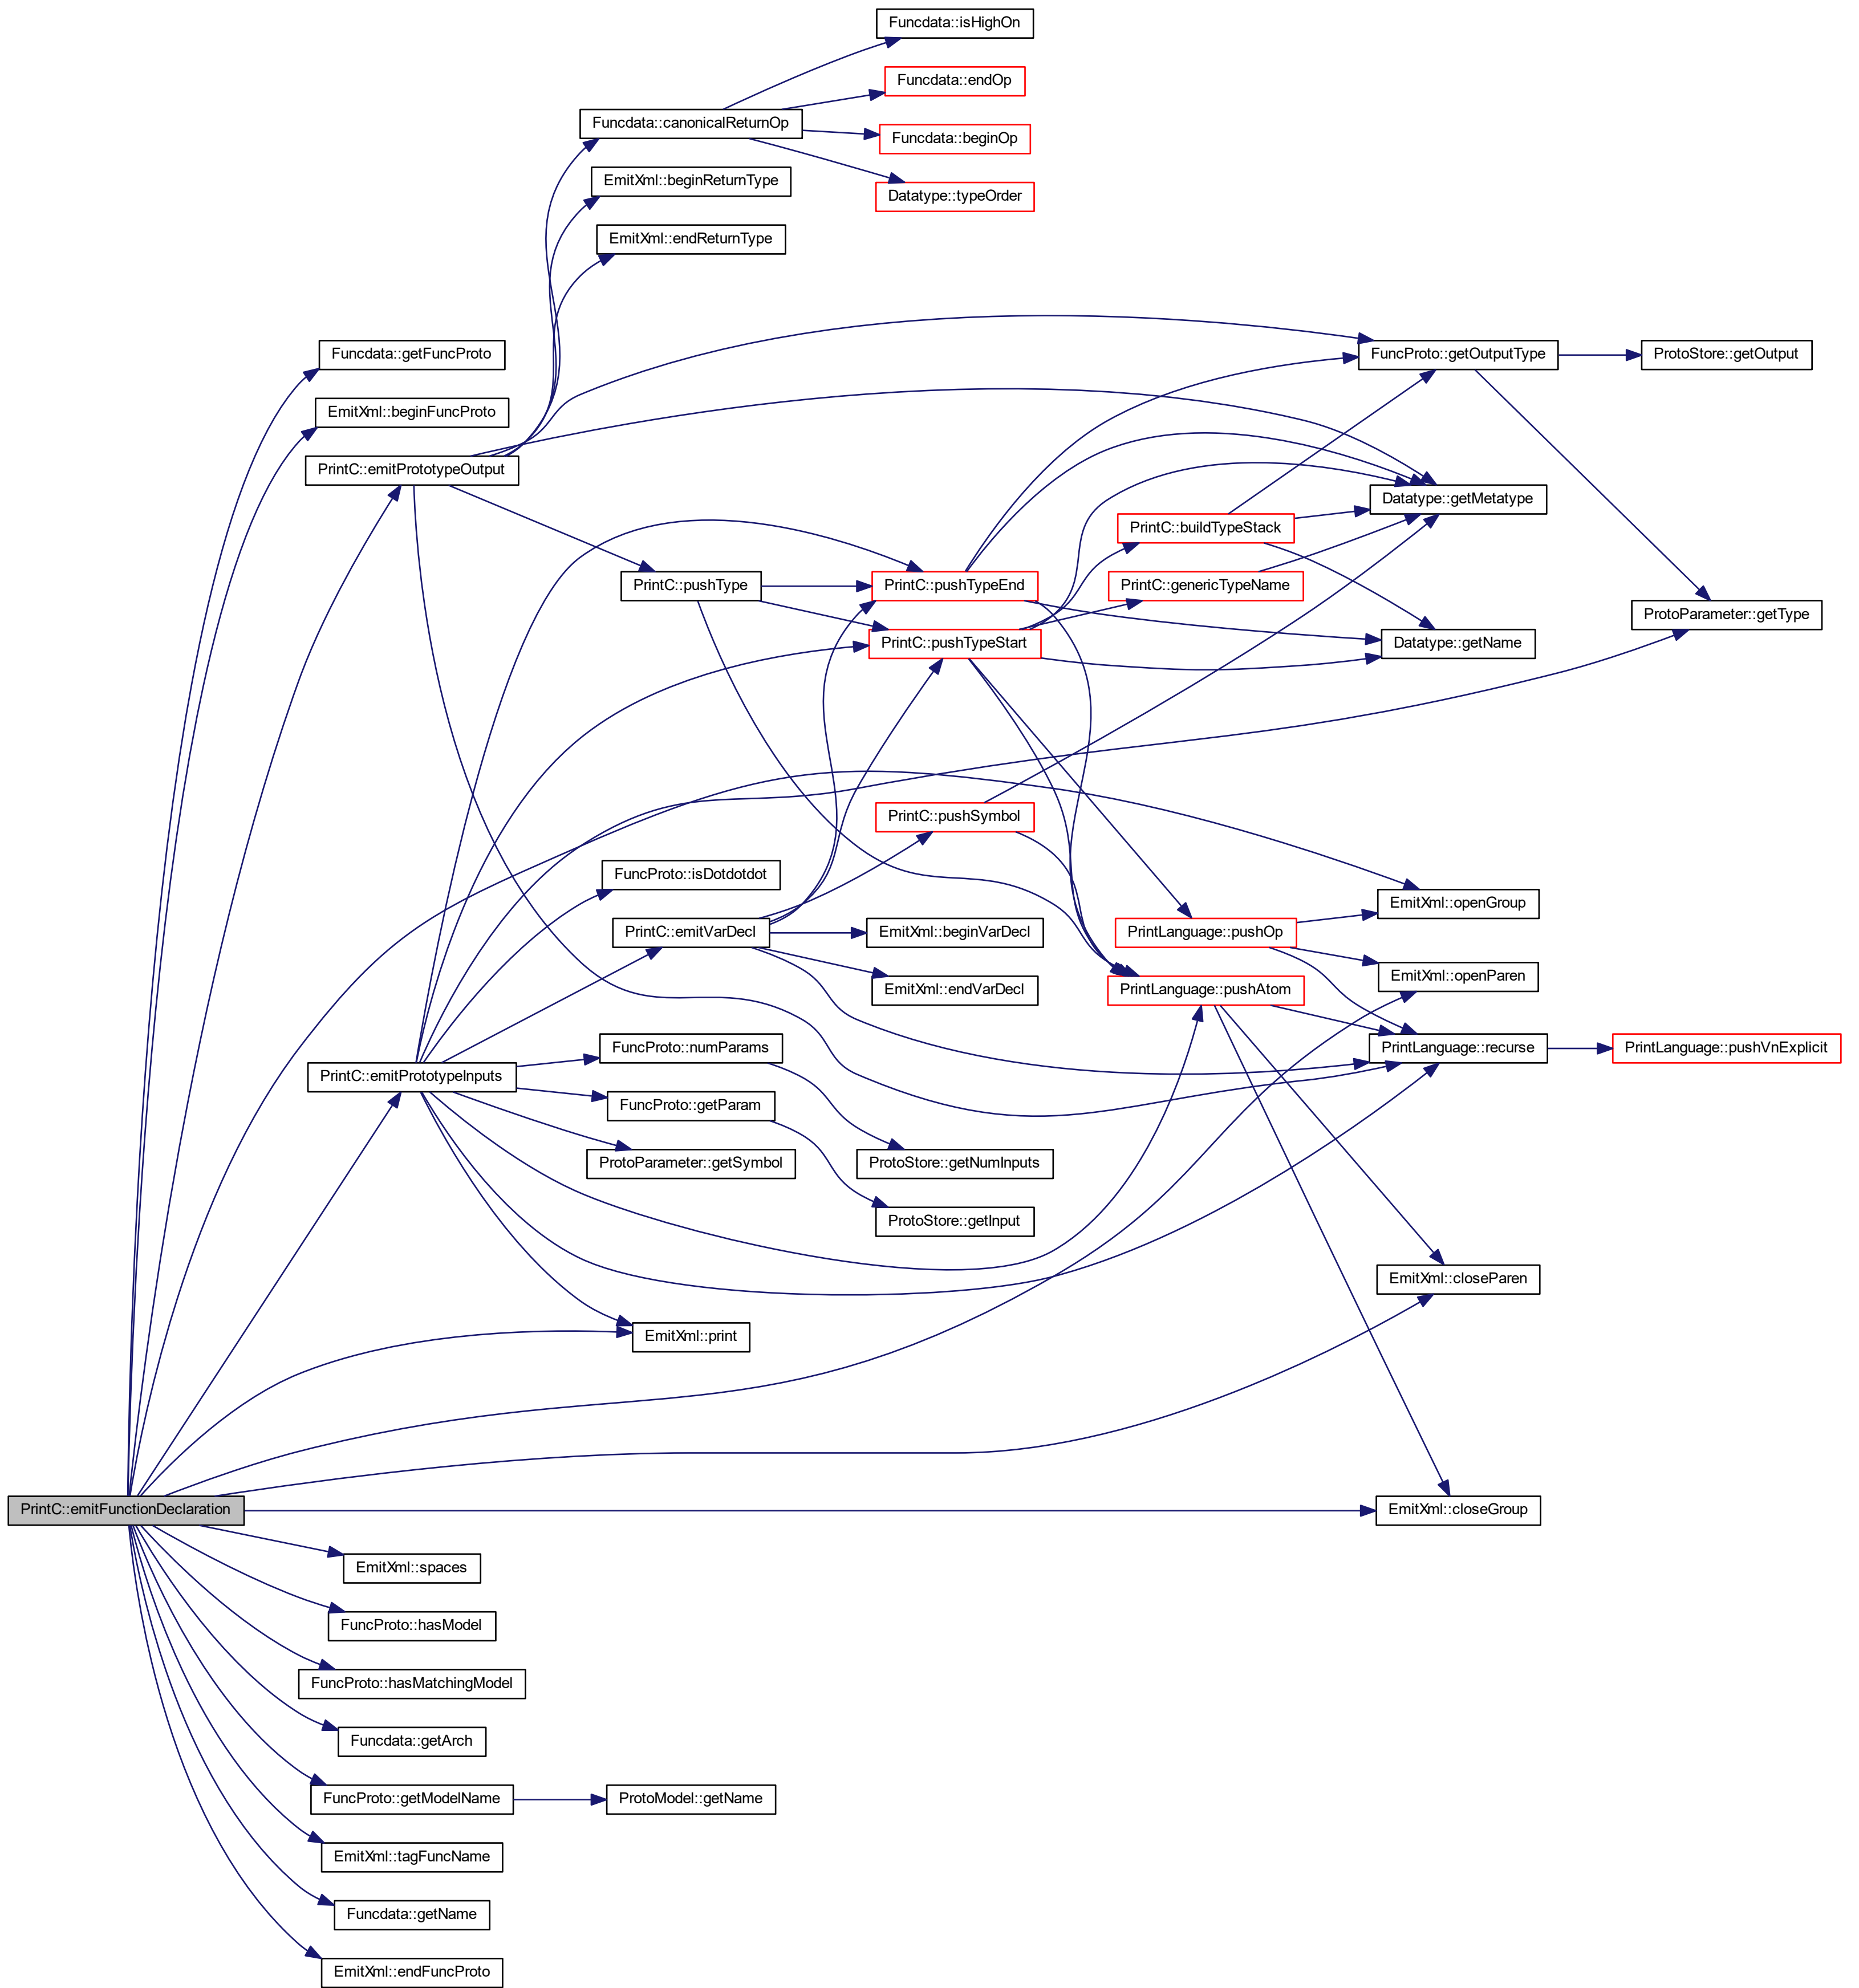 Funcdata::isHighOn
Funcdata::endOp
Funcdata::canonicalReturnOp
Funcdata::beginOp
EmitXml::beginReturnType
Datatype::typeOrder
EmitXml::endReturnType
Funcdata::getFuncProto
FuncProto::getOutputType
ProtoStore::getOutput
EmitXml::beginFuncProto
PrintC::emitPrototypeOutput
Datatype::getMetatype
PrintC::buildTypeStack
PrintC::pushType
PrintC::pushTypeEnd
PrintC::genericTypeName
ProtoParameter::getType
PrintC::pushTypeStart
Datatype::getName
PrintC::pushSymbol
FuncProto::isDotdotdot
EmitXml::openGroup
PrintC::emitVarDecl
EmitXml::beginVarDecl
PrintLanguage::pushOp
EmitXml::openParen
EmitXml::endVarDecl
PrintLanguage::pushAtom
FuncProto::numParams
PrintLanguage::recurse
PrintLanguage::pushVnExplicit
PrintC::emitPrototypeInputs
FuncProto::getParam
ProtoParameter::getSymbol
ProtoStore::getNumInputs
ProtoStore::getInput
EmitXml::closeParen
EmitXml::print
PrintC::emitFunctionDeclaration
EmitXml::closeGroup
EmitXml::spaces
FuncProto::hasModel
FuncProto::hasMatchingModel
Funcdata::getArch
FuncProto::getModelName
ProtoModel::getName
EmitXml::tagFuncName
Funcdata::getName
EmitXml::endFuncProto